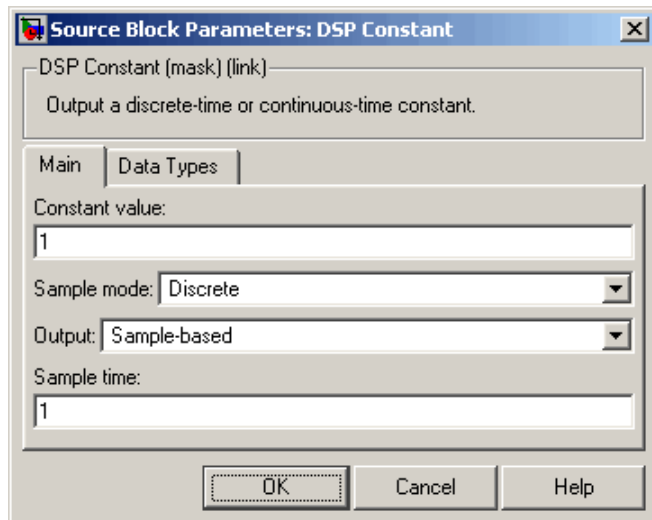 Source Block Parameters: DSP Constant
DSP Constant (mask) (link)
Output a discrete-time or continuous-time constant.
Main Data Types
Constant value:
1
Sample mode: Discrete
Output: Sample-based
Sample time:
1
OK Cancel Help